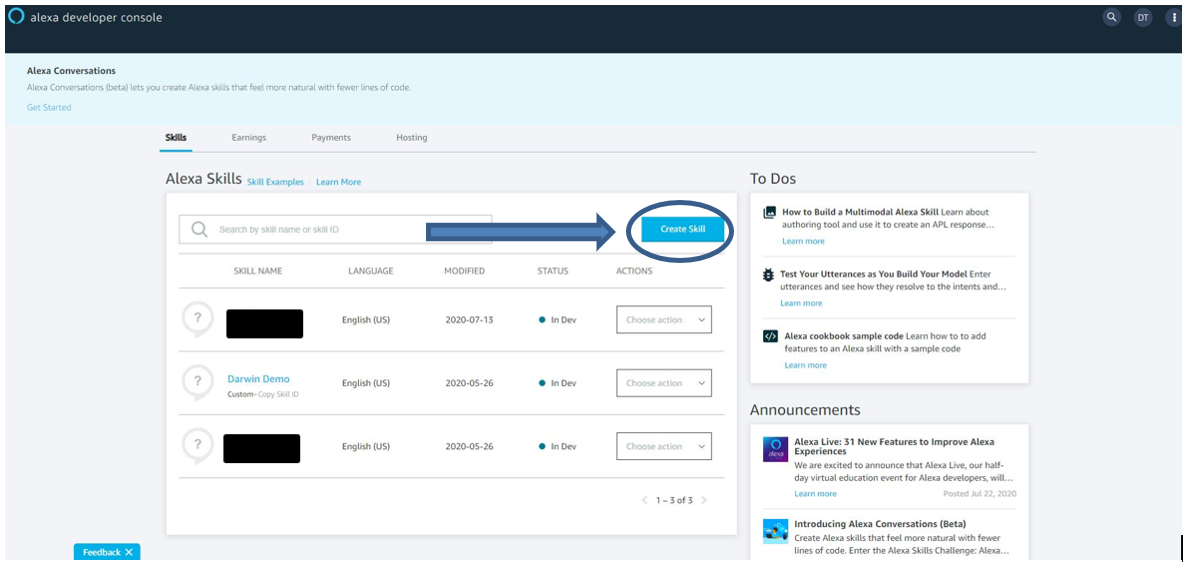 alexa developer console
DT
Alexa Conversations
Alexa Conversations (beta) lets you create Alexa skills that feel more natural with fewer lines of code.
Get Started
Skills
Earnings
Payments
Hosting
Alexa Skills Skill Examples | Learn More
Search by skill name or skill ID
Create Skill
SKILL NAME
LANGUAGE
MODIFIED
STATUS
ACTIONS
?
English (US)
2020-07-13
In Dev
Choose action
?
Darwin Demo
Custom • Copy Skill ID
English (US)
2020-05-26
In Dev
Choose action
?
English (US)
2020-05-26
In Dev
Choose action
< 1 – 3 of 3 >
Feedback ✕
To Dos
How to Build a Multimodal Alexa Skill Learn about
authoring tool and use it to create an APL response...
Learn more
Test Your Utterances as You Build Your Model Enter
utterances and see how they resolve to the intents and...
Learn more
</> Alexa cookbook sample code Learn how to to add
features to an Alexa skill with a sample code
Learn more
Announcements
alexa
Alexa Live: 31 New Features to Improve Alexa
Experiences
We are excited to announce that Alexa Live, our half-
day virtual education event for Alexa developers, will...
Learn more
Posted Jul 22, 2020
Introducing Alexa Conversations (Beta)
Create Alexa skills that feel more natural with fewer
lines of code. Enter the Alexa Skills Challenge: Alexa...